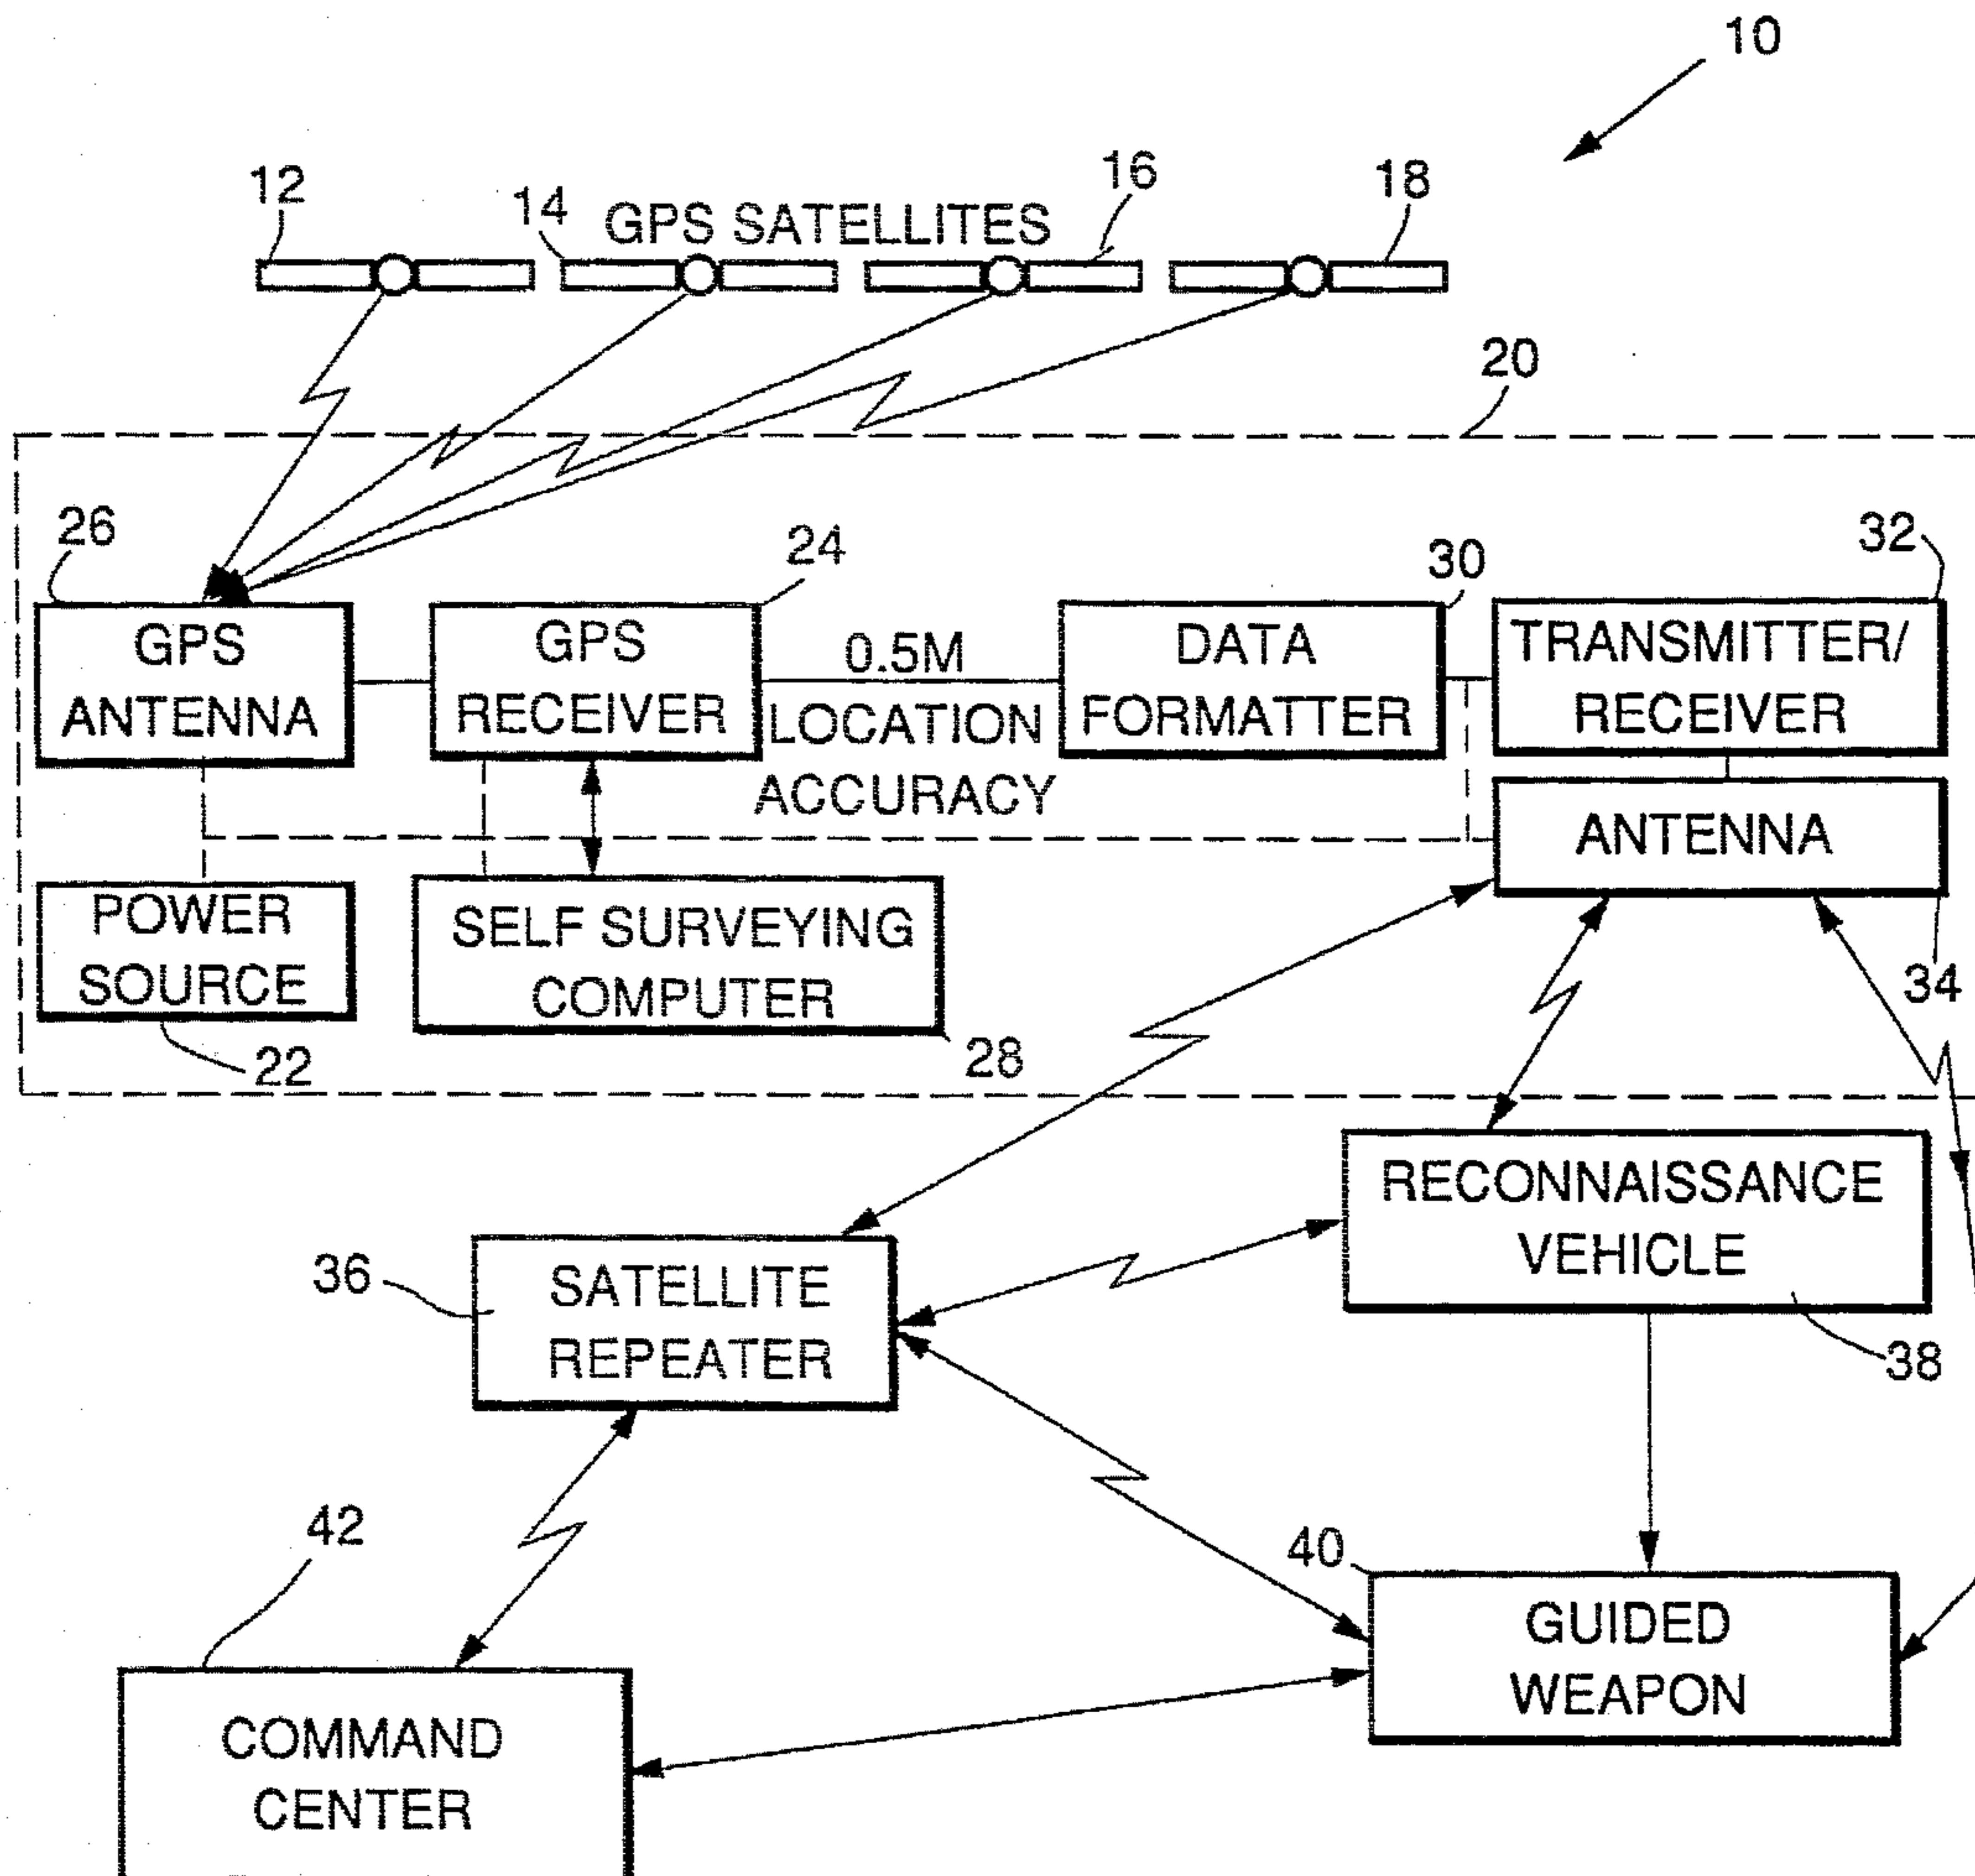 10
12
14
GPS SATELLITES
16
18
20
26
24
30
32
GPS
ANTENNA
GPS
RECEIVER
0.5M
LOCATION
ACCURACY
DATA
FORMATTER
TRANSMITTER/
RECEIVER
ANTENNA
34
POWER
SOURCE
22
SELF SURVEYING
COMPUTER
28
RECONNAISSANCE
VEHICLE
38
36
SATELLITE
REPEATER
42
40
GUIDED
WEAPON
COMMAND
CENTER